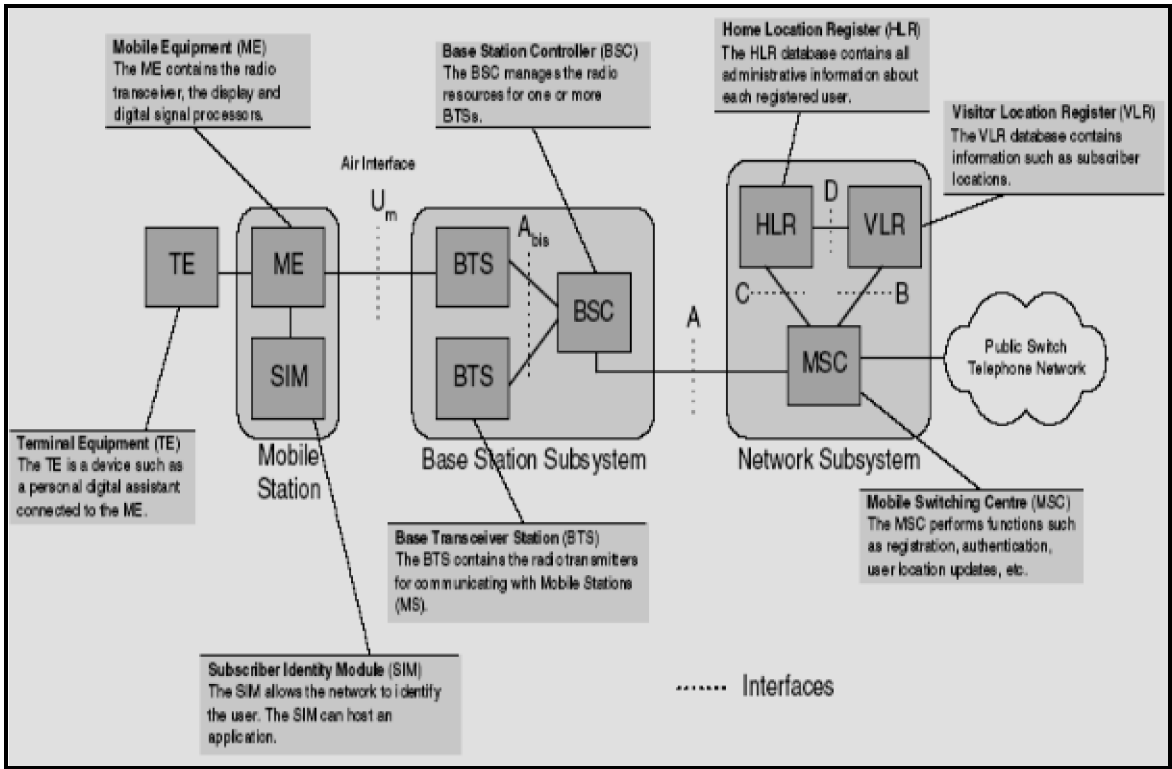 Mobile Equipment (ME)
The ME contains the radio
transceiver, the display and
digital signal processors.
Base Station Controller (BSC)
The BSC manages the radio
resources for one or more
BTSs.
Home Location Register (HLR)
The HLR database contains all
administrative information about
each registered user.
Visitor Location Register (VLR)
The VLR database contains
information such as subscriber
locations.
Air Interface
Um
Abis
TE
ME
SIM
BTS
BTS
BSC
A
HLR
D
VLR
C
B
MSC
Public Switch
Telephone Network
Mobile
Station
Base Station Subsystem
Network Subsystem
Terminal Equipment (TE)
The TE is a device such as
a personal digital assistant
connected to the ME.
Base Transceiver Station (BTS)
The BTS contains the radio transmitters
for communicating with Mobile Stations
(MS).
Mobile Switching Centre (MSC)
The MSC performs functions such
as registration, authentication,
user location updates, etc.
Subscriber Identity Module (SIM)
The SIM allows the network to identify
the user. The SIM can host an
application.
Interfaces